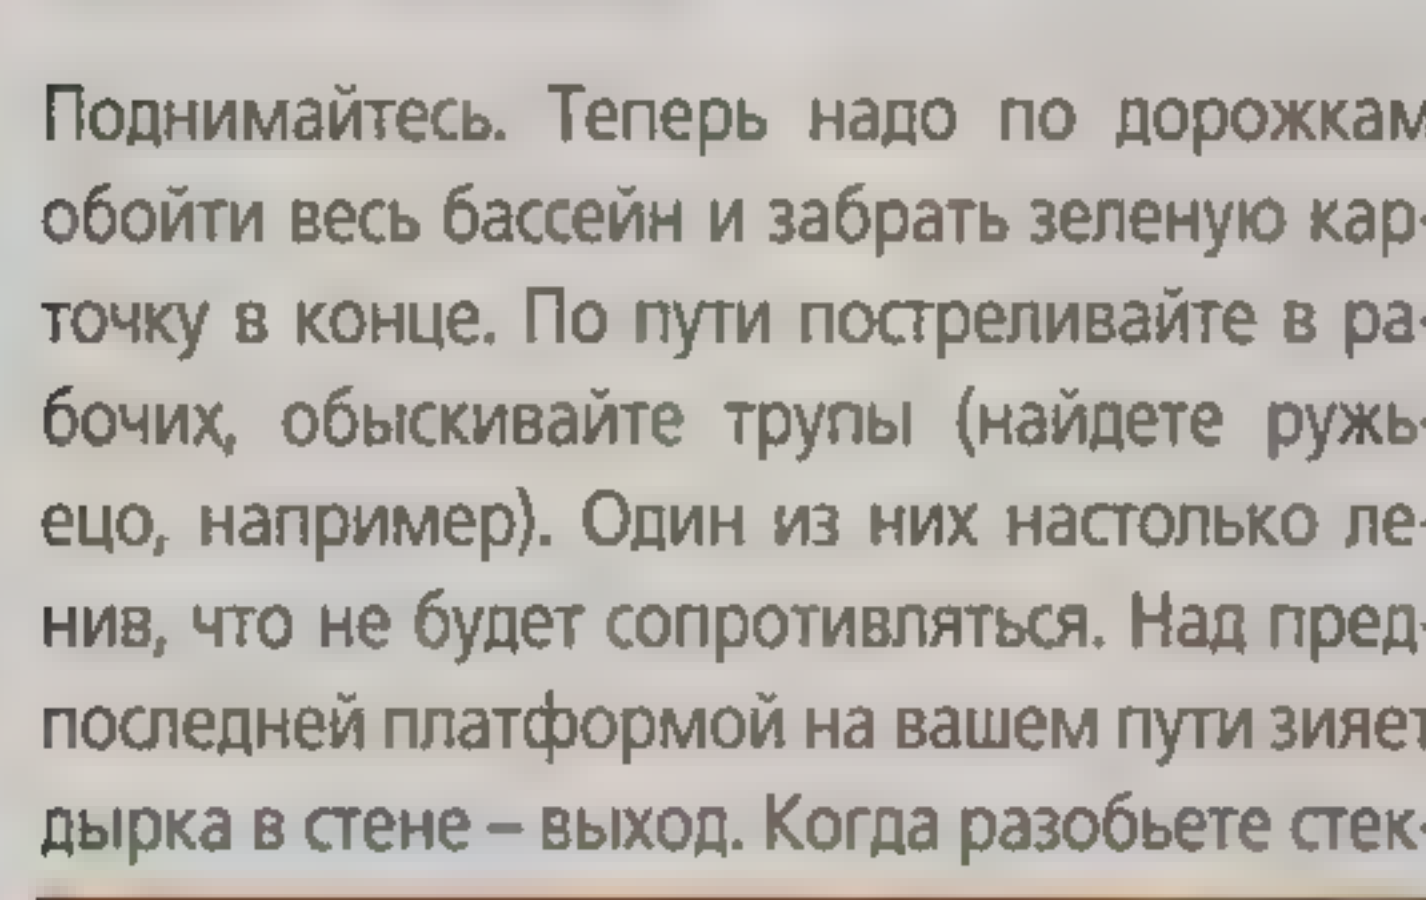 Поднимайтесь. Теперь надо по дорожкам
обойти весь бассейн и забрать зеленую кар-
точку в конце. По пути постреливайте в ра-
бочих, обыскивайте трупы (найдете ружь-
ецо, например). Один из них настолько ле-
нив, что не будет сопротивляться. Над пред-
последней платформой на вашем пути зияет
дырка в стене – выход. Когда разобьете стек-